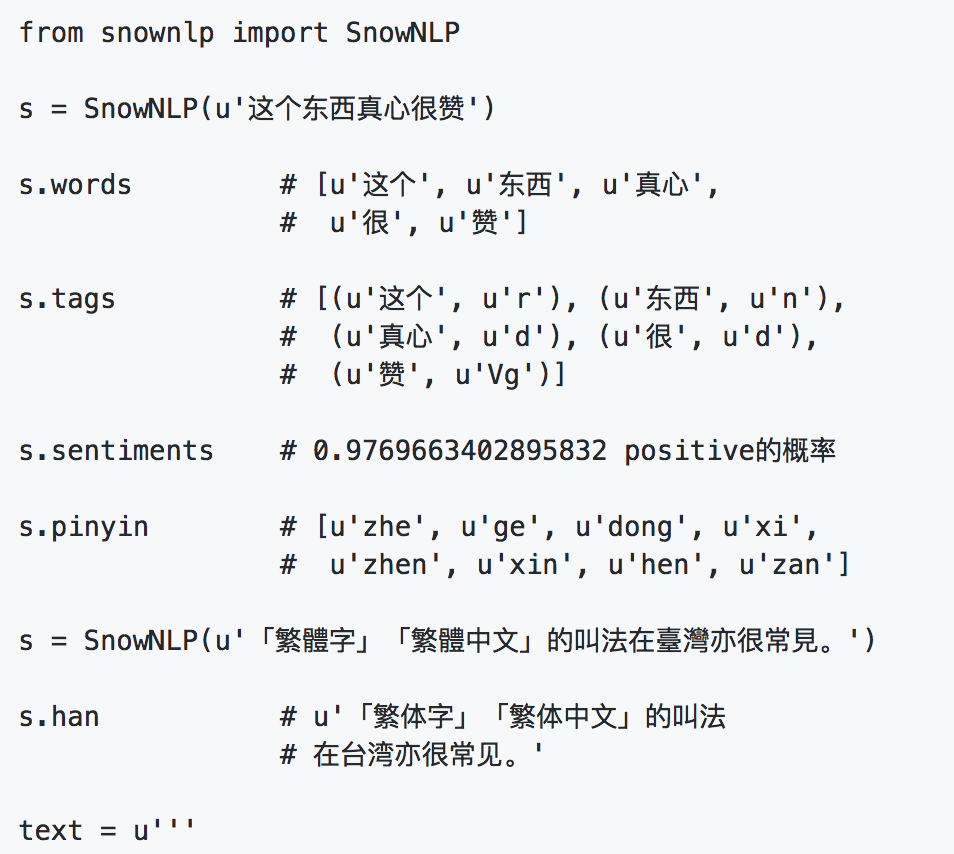 from snownlp import SnowNLP
s = SnowNLP(u'这个东西真心很赞')
s.words # [u'这个', u'东西', u'真心',
# u'很', u'赞']
s.tags # [(u'这个', u'r'), (u'东西', u'n'),
# (u'真心', u'd'), (u'很', u'd'),
# (u'赞', u'Vg')]
s.sentiments # 0.9769663402895832 positive的概率
s.pinyin # [u'zhe', u'ge', u'dong', u'xi',
# u'zhen', u'xin', u'hen', u'zan']
s = SnowNLP(u'「繁體字」「繁體中文」的叫法在臺灣亦很常見。')
s.han # u'「繁体字」「繁体中文」的叫法
# 在台湾亦很常见。'
text = u'''